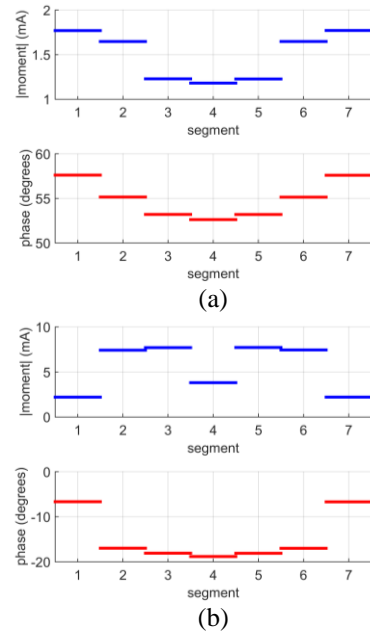 2
1.5
1
|moment| (mA)
1 2 3 4 5 6 7
segment
60
55
50
phase (degrees)
1 2 3 4 5 6 7
segment
(a)
10
5
0
|moment| (mA)
1 2 3 4 5 6 7
segment
0
-10
-20
phase (degrees)
1 2 3 4 5 6 7
segment
(b)